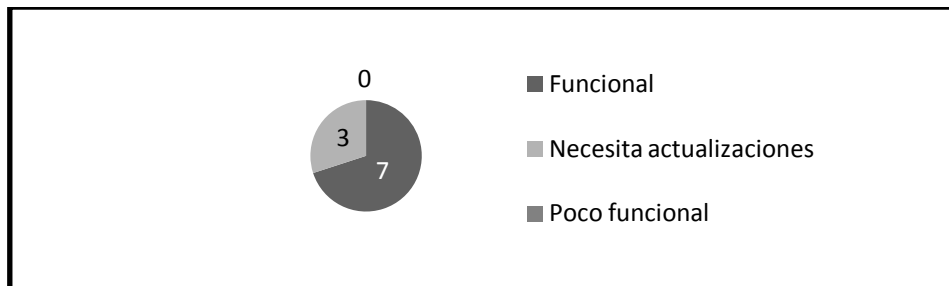 0
3
7
Funcional
Necesita actualizaciones
Poco funcional